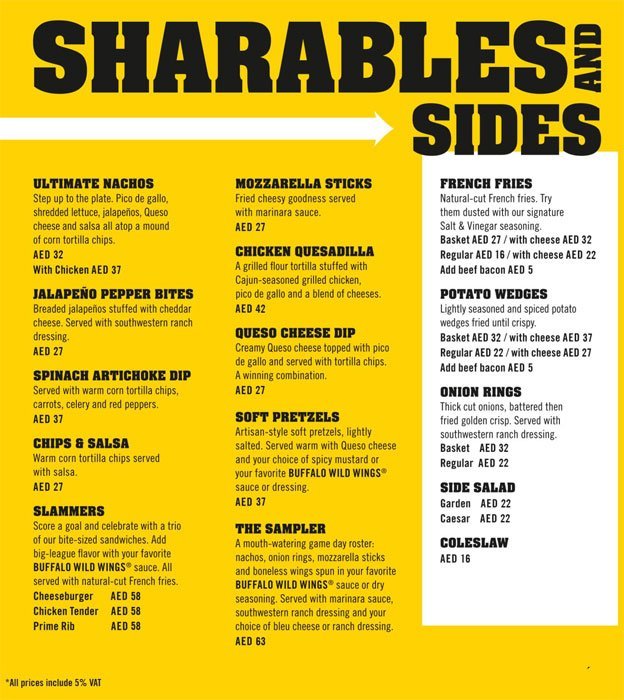 SHARABLES
AND
SIDES
ULTIMATE NACHOS
Step up to the plate. Pico de gallo,
shredded lettuce, jalapeños, Queso
cheese and salsa all atop a mound
of corn tortilla chips.
AED 32
With Chicken AED 37
JALAPEÑO PEPPER BITES
Breaded jalapeños stuffed with cheddar
cheese. Served with southwestern ranch
dressing.
AED 27
SPINACH ARTICHOKE DIP
Served with warm corn tortilla chips,
carrots, celery and red peppers.
AED 37
CHIPS & SALSA
Warm corn tortilla chips served
with salsa.
AED 27
SLAMMERS
Score a goal and celebrate with a trio
of our bite-sized sandwiches. Add
big-league flavor with your favorite
BUFFALO WILD WINGS® sauce. All
served with natural-cut French fries.
Cheeseburger AED 58
Chicken Tender AED 58
Prime Rib AED 58
MOZZARELLA STICKS
Fried cheesy goodness served
with marinara sauce.
AED 27
CHICKEN QUESADILLA
A grilled flour tortilla stuffed with
Cajun-seasoned grilled chicken,
pico de gallo and a blend of cheeses.
AED 42
QUESO CHEESE DIP
Creamy Queso cheese topped with pico
de gallo and served with tortilla chips.
A winning combination.
AED 27
SOFT PRETZELS
Artisan-style soft pretzels, lightly
salted. Served warm with Queso cheese
and your choice of spicy mustard or
your favorite BUFFALO WILD WINGS®
sauce or dressing.
AED 37
THE SAMPLER
A mouth-watering game day roster:
nachos, onion rings, mozzarella sticks
and boneless wings spun in your favorite
BUFFALO WILD WINGS® sauce or dry
seasoning. Served with marinara sauce,
southwestern ranch dressing and your
choice of bleu cheese or ranch dressing.
AED 63
FRENCH FRIES
Natural-cut French fries. Try
them dusted with our signature
Salt & Vinegar seasoning.
Basket AED 27 / with cheese AED 32
Regular AED 16 / with cheese AED 22
Add beef bacon AED 5
POTATO WEDGES
Lightly seasoned and spiced potato
wedges fried until crispy.
Basket AED 32 / with cheese AED 37
Regular AED 22 / with cheese AED 27
Add beef bacon AED 5
ONION RINGS
Thick cut onions, battered then
fried golden crisp. Served with
southwestern ranch dressing.
Basket AED 32
Regular AED 22
SIDE SALAD
Garden AED 22
Caesar AED 22
COLESLAW
AED 16
*All prices include 5% VAT